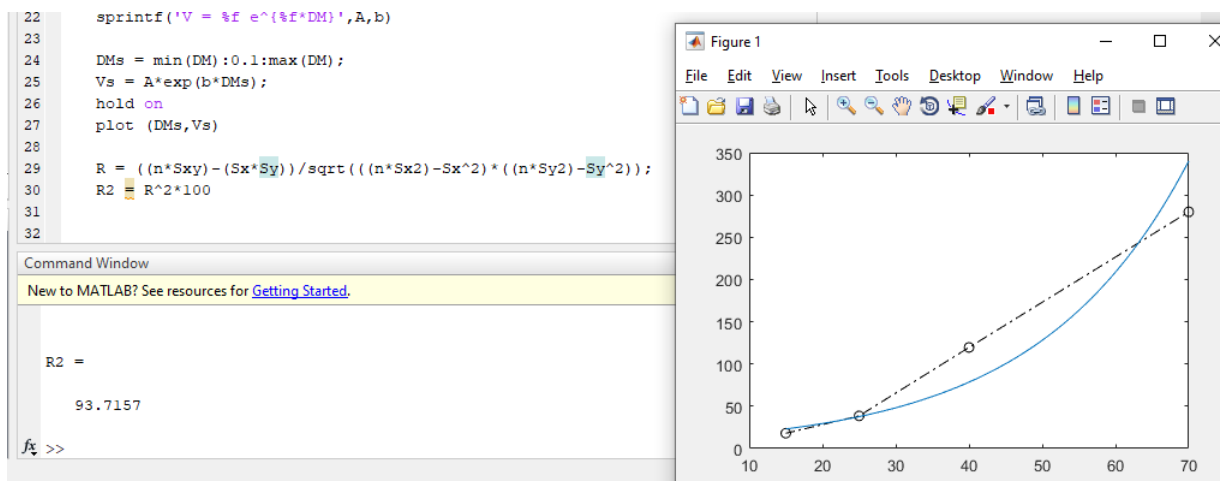 22 sprintf('V = %f e^{%f*DM}',A,b)
23
24 DMs = min(DM):0.1:max(DM);
25 Vs = A*exp(b*DMs);
26 hold on
27 plot (DMs,Vs)
28
29 R = ((n*Sxy)-(Sx*Sy))/sqrt(((n*Sx2)-Sx^2)*((n*Sy2)-Sy^2));
30 R2 = R^2*100
31
32
Command Window
New to MATLAB? See resources for Getting Started.
R2 =
93.7157
fx >>
Figure 1
File Edit View Insert Tools Desktop Window Help
350
300
250
200
150
100
50
0
10 20 30 40 50 60 70